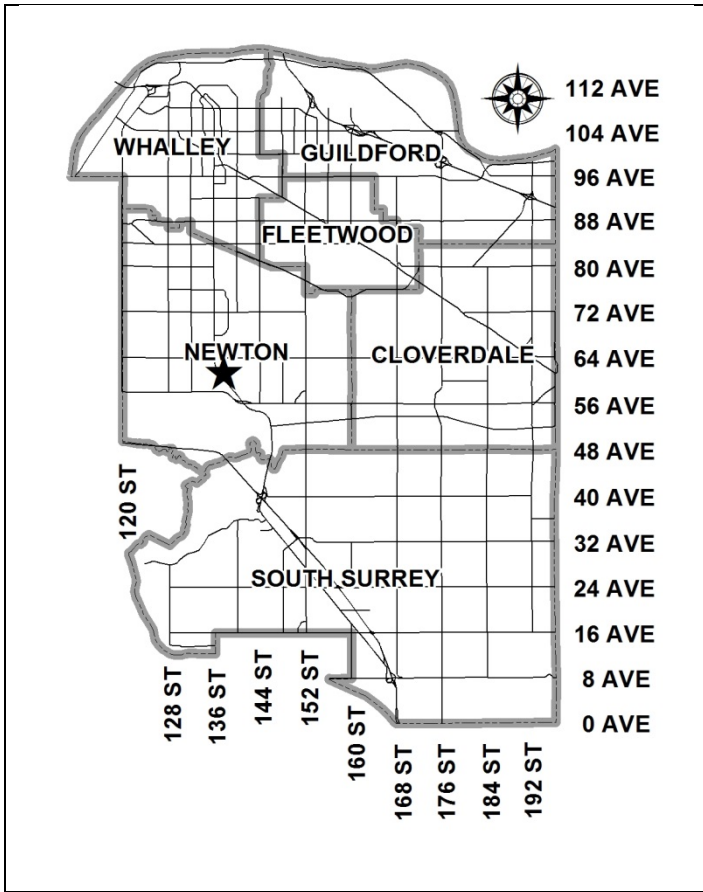 112 AVE
104 AVE
WHALLEY
GUILDFORD
96 AVE
88 AVE
FLEETWOOD
80 AVE
72 AVE
NEWTON
CLOVERDALE
64 AVE
56 AVE
48 AVE
120 ST
40 AVE
32 AVE
SOUTH SURREY
24 AVE
16 AVE
8 AVE
0 AVE
128 ST
136 ST
144 ST
152 ST
160 ST
168 ST
176 ST
184 ST
192 ST